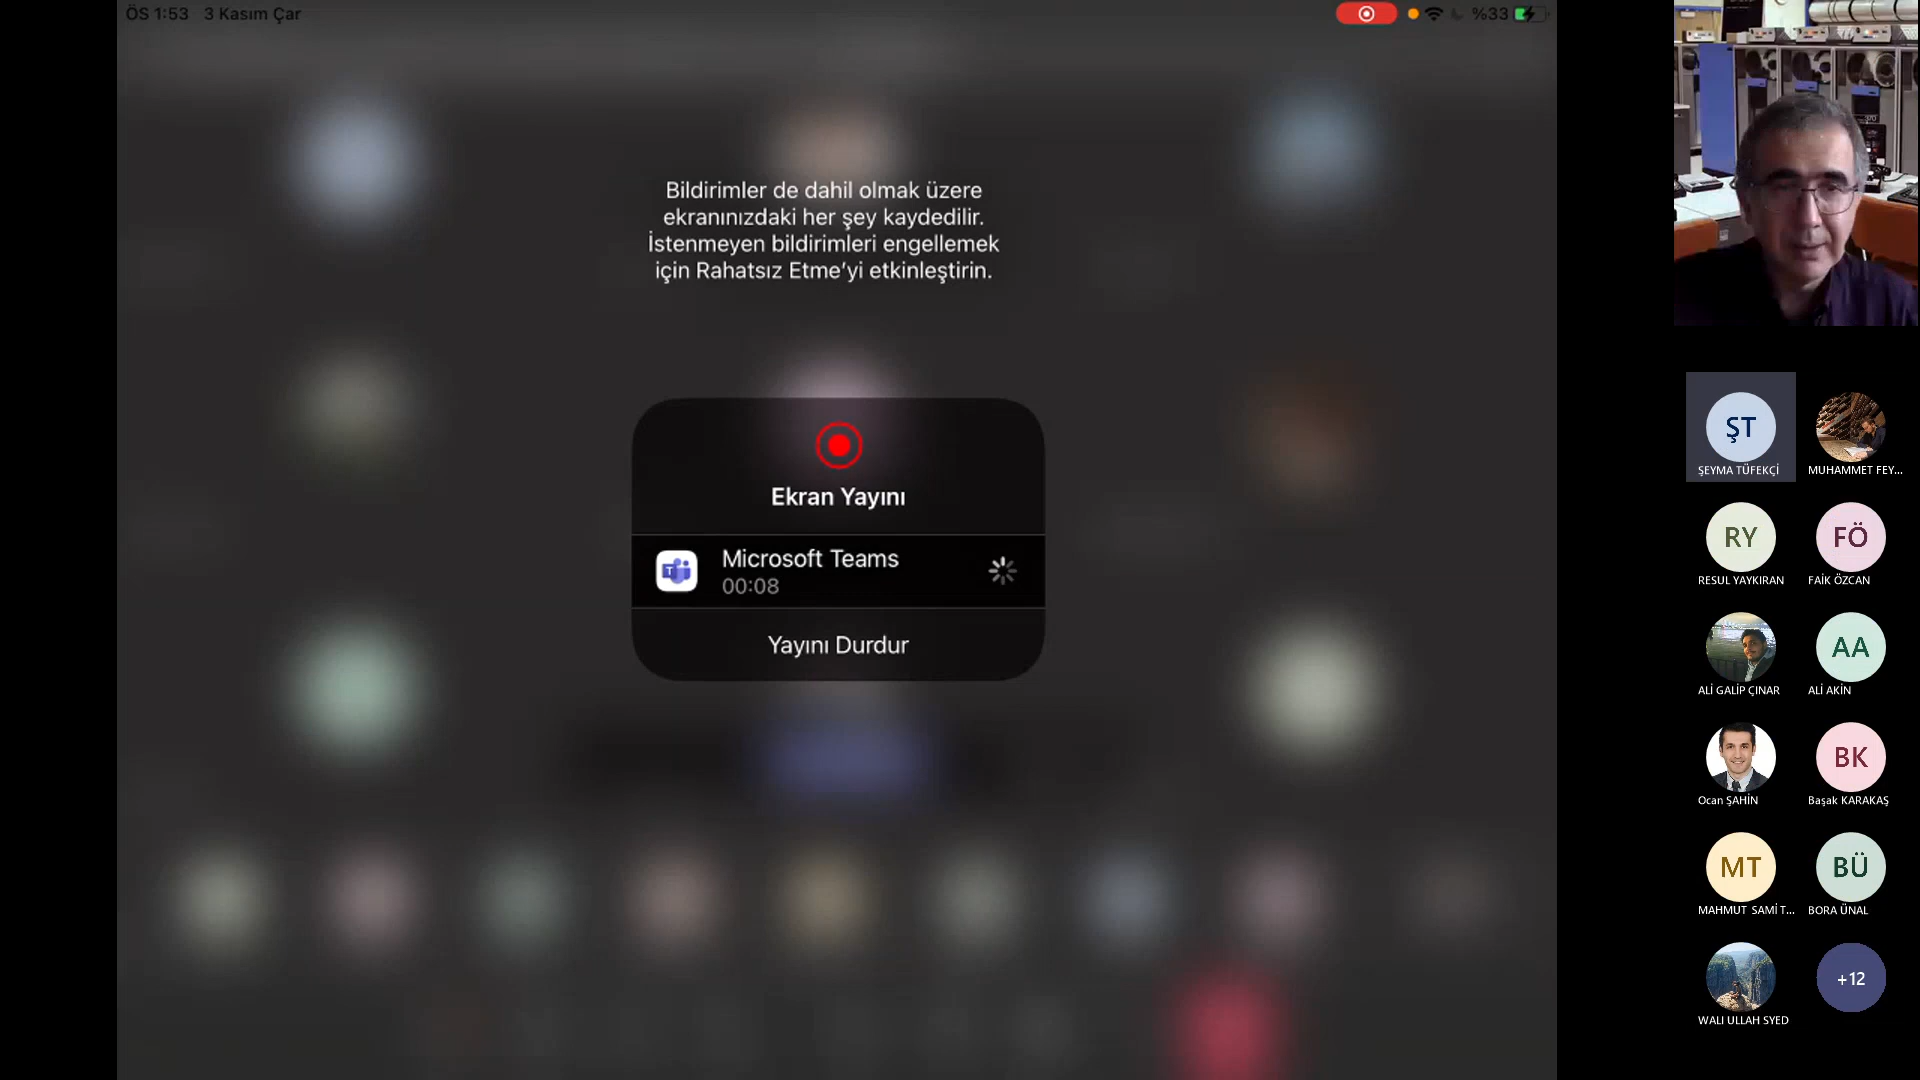 ÖS 1:53 3 Kasım Çar
%33
Bildirimler de dahil olmak üzere
ekranınızdaki her şey kaydedilir.
İstenmeyen bildirimleri engellemek
için Rahatsız Etme'yi etkinleştirin.
Ekran Yayını
Microsoft Teams
00:08
Yayını Durdur
ŞT
ŞEYMA TÜFEKÇİ
MUHAMMET FEY...
RY
RESUL YAYKIRAN
FÖ
FAİK ÖZCAN
ALİ GALİP ÇINAR
AA
ALİ AKİN
Ocan ŞAHİN
BK
Başak KARAKAŞ
MT
MAHMUT SAMİ T...
BÜ
BORA ÜNAL
WALI ULLAH SYED
+12